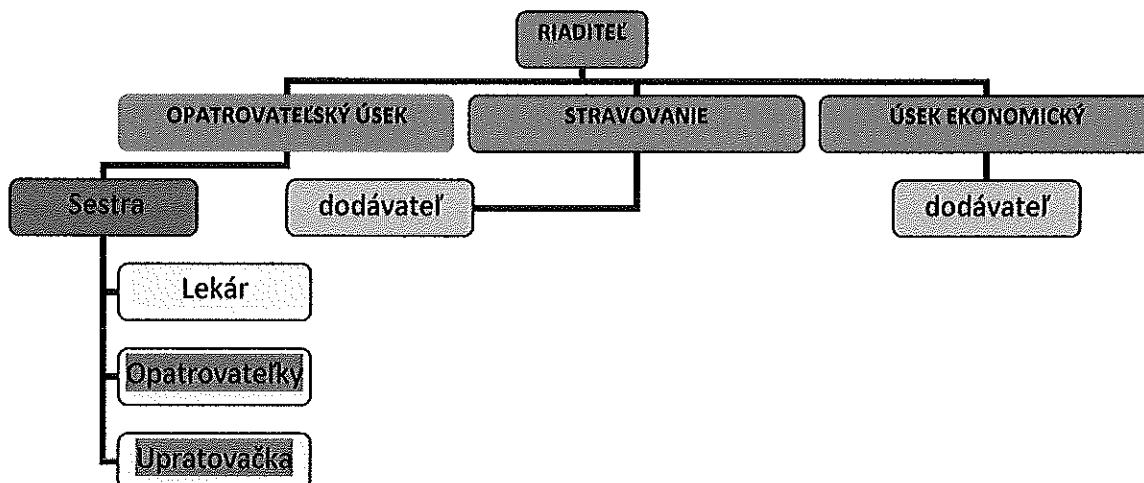 RIADITEĽ
OPATROVATEĽSKÝ ÚSEK
STRAVOVANIE
ÚSEK EKONOMICKÝ
Sestra
dodávateľ
dodávateľ
Lekár
Opatrovateľky
Upratovačka